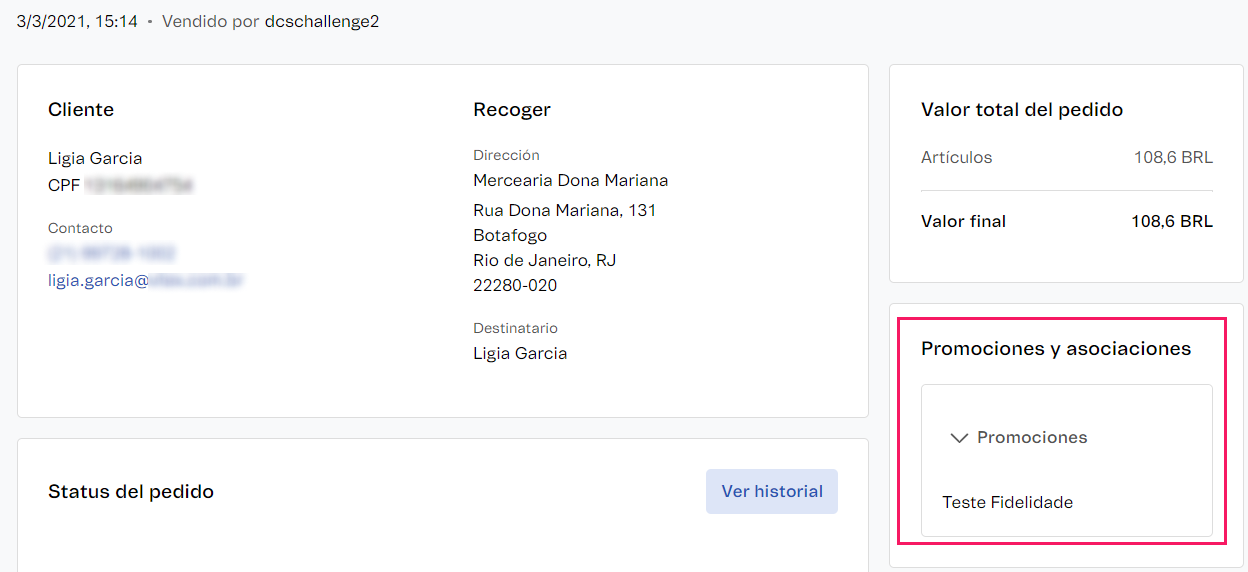 3/3/2021, 15:14 • Vendido por dcschallenge2
Cliente
Ligia Garcia
CPF
Contacto
ligia.garcia@
Recoger
Dirección
Mercearia Dona Mariana
Rua Dona Mariana, 131
Botafogo
Rio de Janeiro, RJ
22280-020
Destinatario
Ligia Garcia
Valor total del pedido
Artículos 108,6 BRL
Valor final 108,6 BRL
Promociones y asociaciones
Promociones
Teste Fidelidade
Status del pedido
Ver historial